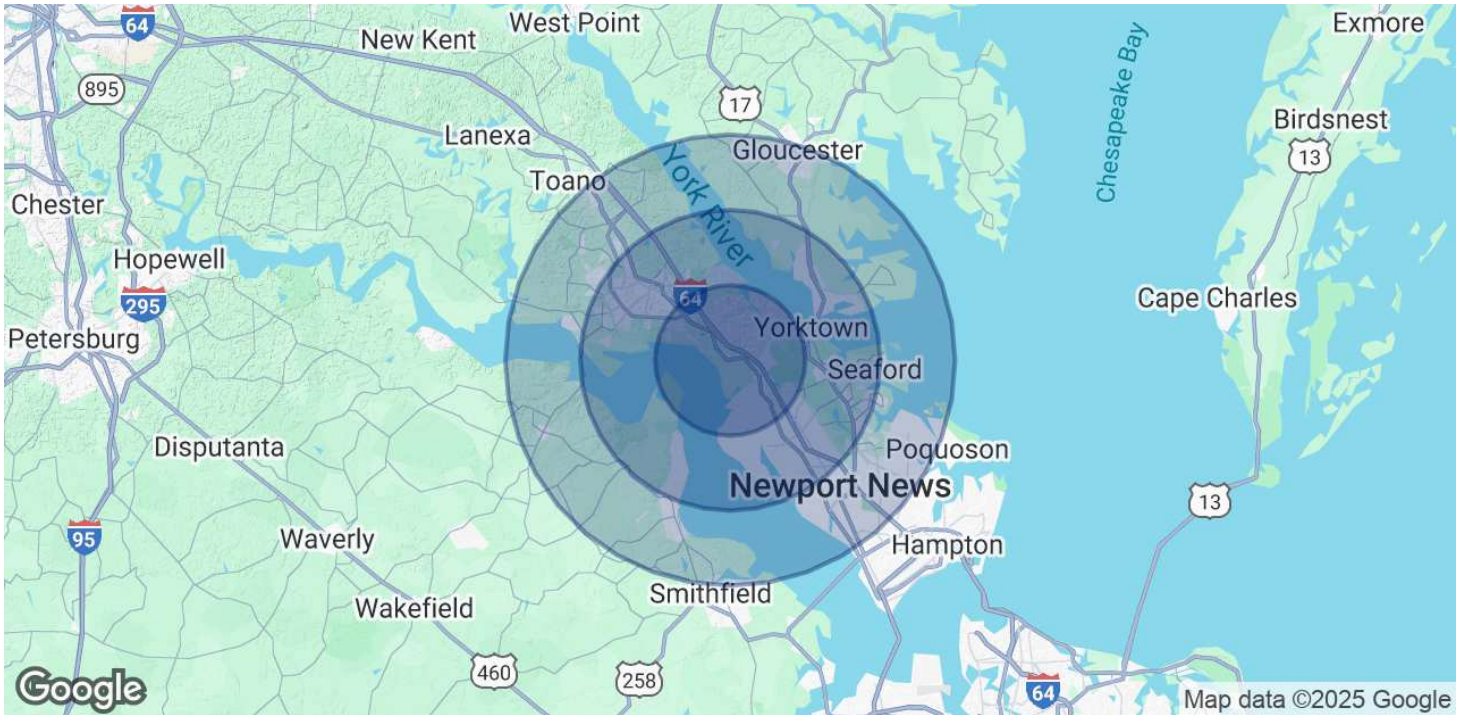 West Point
Exmore
64
New Kent
895
17
Birdsnest
Lanexa
Gloucester
13
Toano
York River
Chesapeake Bay
Chester
Hopewell
295
64
Cape Charles
Yorktown
Petersburg
Seaford
Disputanta
Poquoson
Newport News
13
95
Waverly
Hampton
Smithfield
Wakefield
460
258
64
Google
Map data ©2025 Google